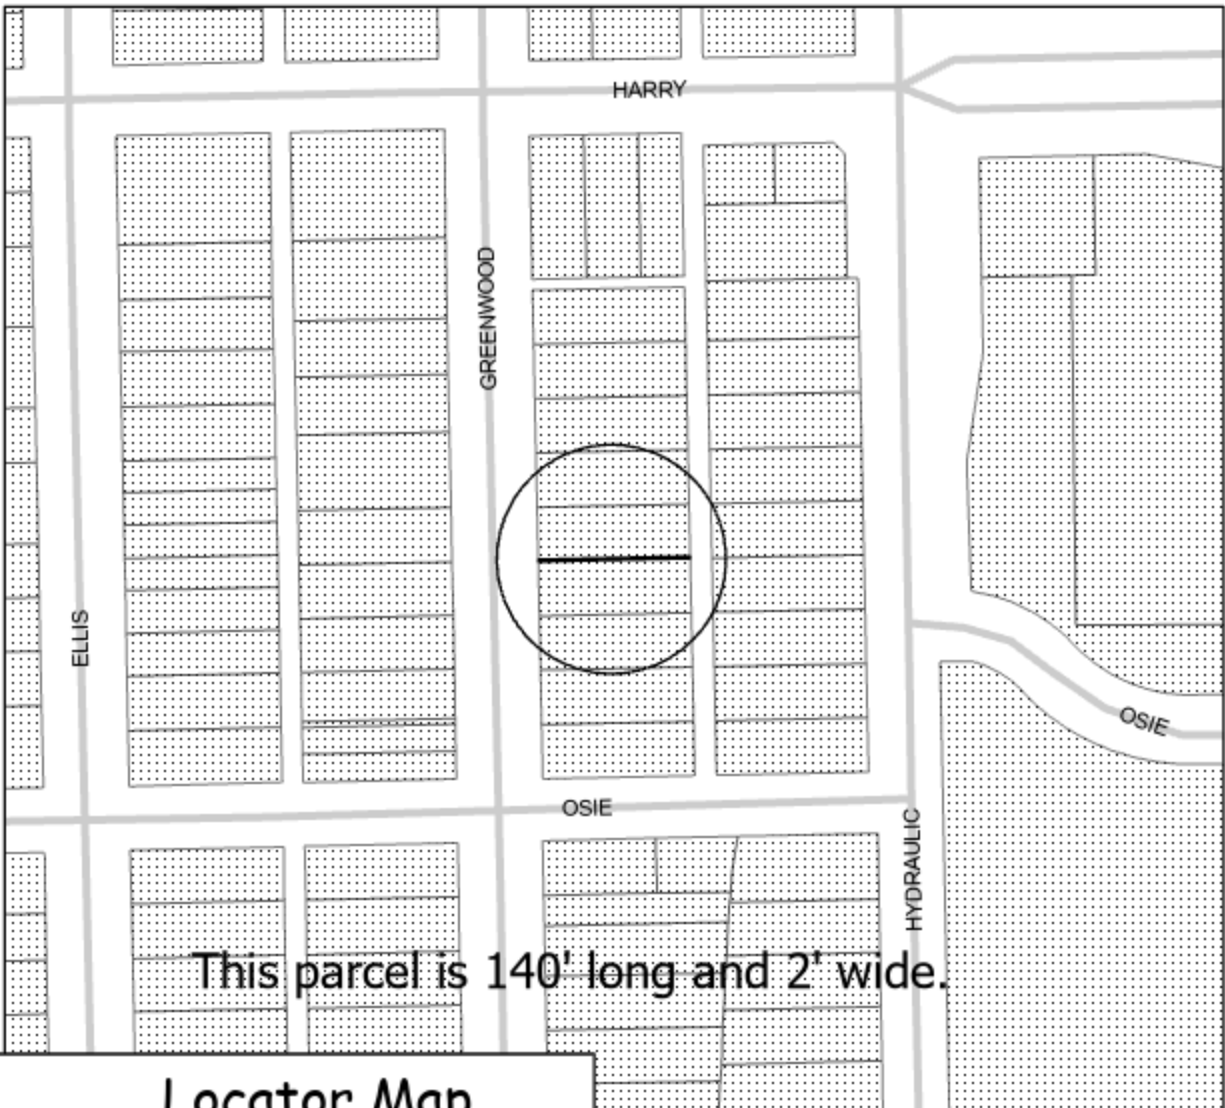 HARRY
GREENWOOD
ELLIS
OSIE
OSIE
HYDRAULIC
This parcel is 140' long and 2' wide.
Locator Map